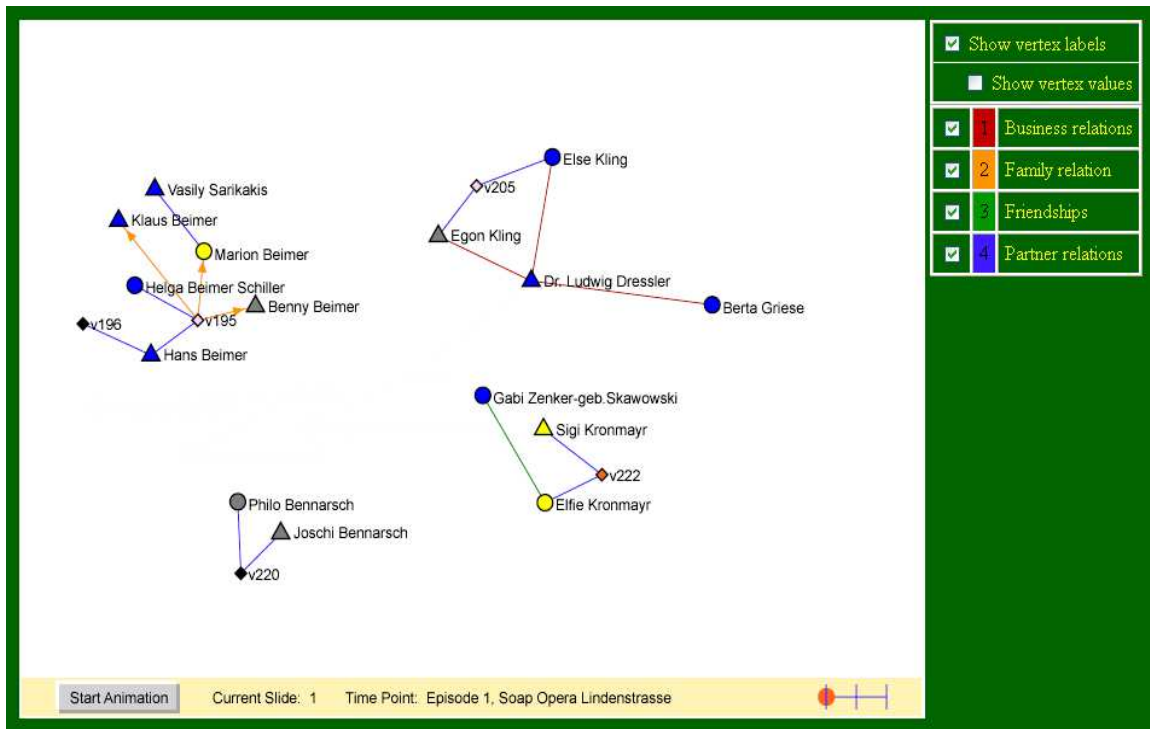 Show vertex labels
Show vertex values
1 Business relations
2 Family relation
3 Friendships
4 Partner relations
Else Kling
v205
Vasily Sarikakis
Klaus Beimer
Egon Kling
Marion Beimer
Dr. Ludwig Dressler
Helga Beimer Schiller
Benny Beimer
Berta Griese
v195
v196
Hans Beimer
Gabi Zenker-geb.Skawowski
Sigi Kronmayr
v222
Philo Bennarsch
Elfie Kronmayr
Joschi Bennarsch
v220
Start Animation Current Slide: 1 Time Point: Episode 1, Soap Opera Lindenstrasse